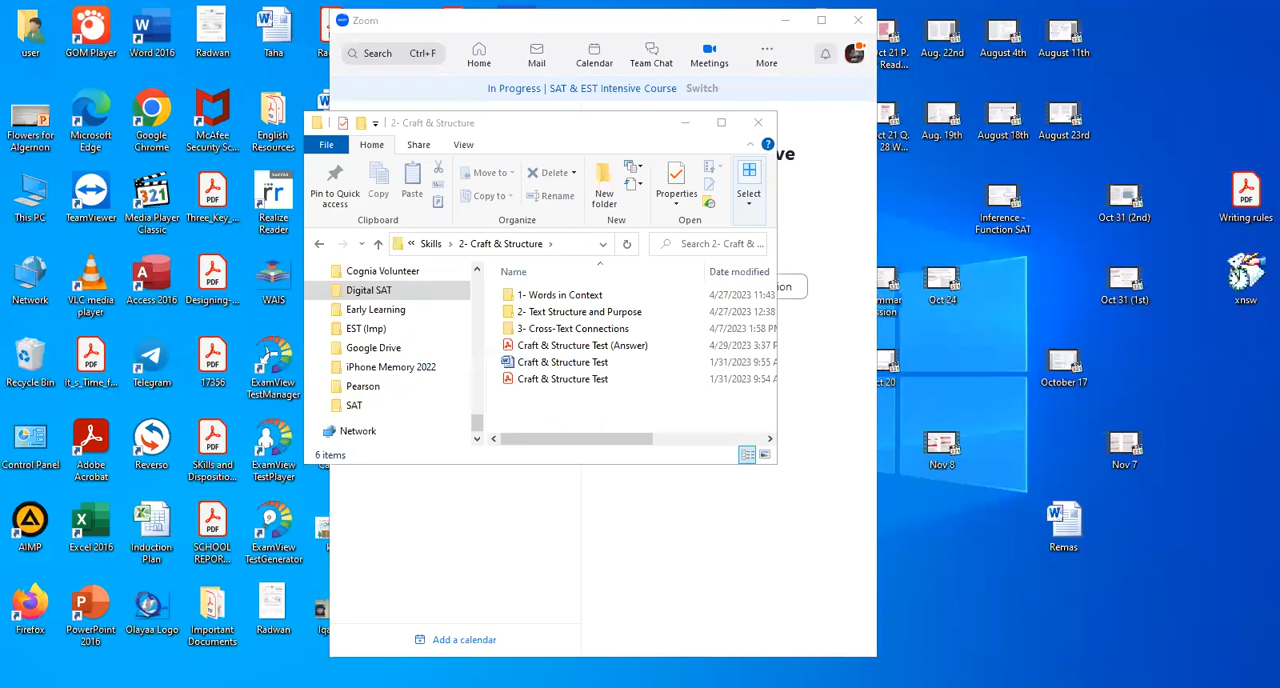 user
GOM Player
Word 2016
Radwan
Taha
Flowers for
Algernon
Microsoft
Edge
Google
Chrome
McAfee
Security Sc...
English
Resources
This PC
TeamViewer
Media Player
Classic
Three_Key_...
Realize
Reader
Network
VLC media
player
Access 2016
Designing-...
WAIS
Recycle Bin
It_s_Time_f...
Telegram
17356
ExamView
TestManager
Control Panel
Adobe
Acrobat
Reverso
SKills and
Dispositio...
ExamView
TestPlayer
AIMP
Excel 2016
Induction
Plan
SCHOOL
REPOR...
ExamView
TestGenerator
Firefox
PowerPoint
2016
Olayaa Logo
Important
Documents
Radwan
Zoom
Search Ctrl+F
Home
Mail
Calendar
Team Chat
Meetings
More
In Progress | SAT & EST Intensive Course Switch
2- Craft & Structure
File Home Share View
Pin to Quick
access
Copy
Paste
Clipboard
Move to
Copy to
Delete
Rename
Organize
New
folder
New
Properties
Open
Select
Skills 2- Craft & Structure
Search 2- Craft & ...
Cognia Volunteer
Digital SAT
Early Learning
EST (Imp)
Google Drive
iPhone Memory 2022
Pearson
SAT
Network
Name Date modified
1- Words in Context 4/27/2023 11:43
2- Text Structure and Purpose 4/27/2023 12:38
3- Cross-Text Connections 4/7/2023 1:58 PM
Craft & Structure Test (Answer) 4/29/2023 3:37 P
Craft & Structure Test 1/31/2023 9:55
Craft & Structure Test 1/31/2023 9:54
6 items
Add a calendar
Read...
Aug. 22nd
August 4th
August 11th
28 W...
Aug. 19th
August 18th
August 23rd
Inference -
Function SAT
Oct 31 (2nd)
Writing rules
Oct 24
Oct 31 (1st)
xnsw
October 17
Nov 8
Nov 7
Remas